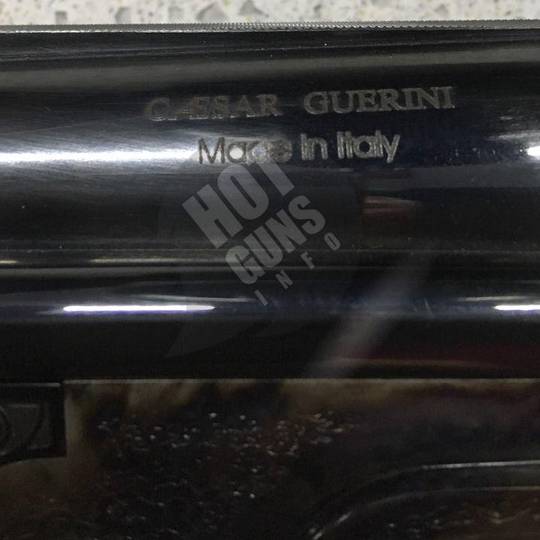 CÆSAR GUERINI
Made in Italy
HOT
GUNS
INFO